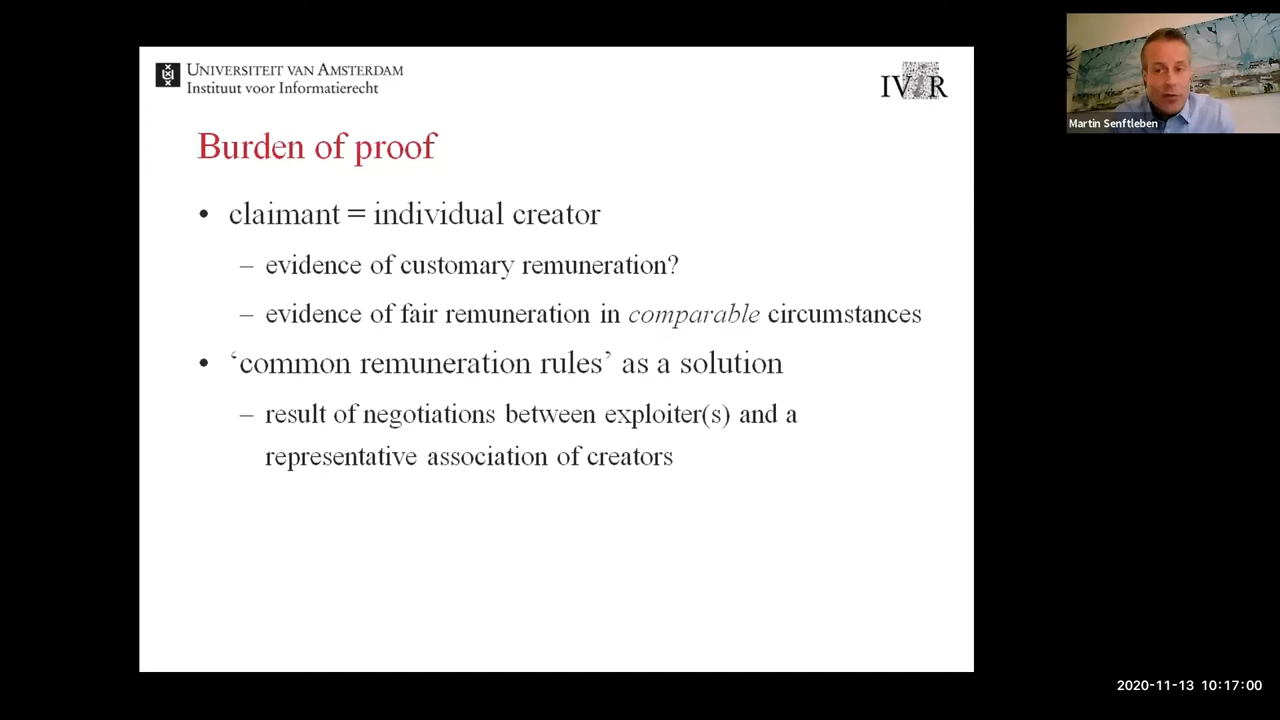 UNIVERSITEIT VAN AMSTERDAM
Instituut voor Informatierecht
IViR
Martin Senftleben
Burden of proof
• claimant = individual creator
– evidence of customary remuneration?
– evidence of fair remuneration in comparable circumstances
• ‘common remuneration rules’ as a solution
– result of negotiations between exploiter(s) and a
representative association of creators
2020-11-13 10:17:00